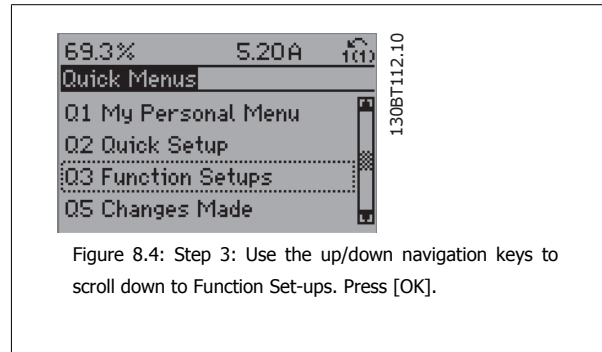 69.3% 5.20A 1(1)
Quick Menus
Q1 My Personal Menu
Q2 Quick Setup
Q3 Function Setups
Q5 Changes Made
130BT112.10
Figure 8.4: Step 3: Use the up/down navigation keys to
scroll down to Function Set-ups. Press [OK].